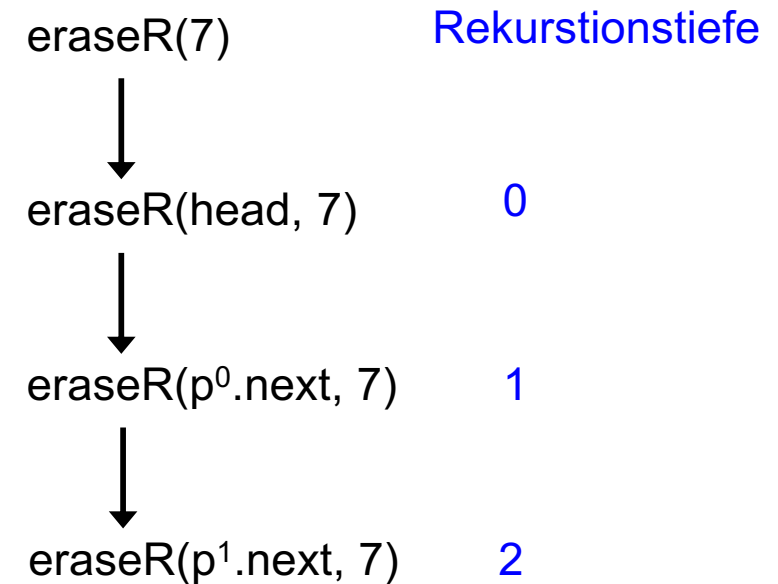 eraseR(7) Rekurstionstiefe
eraseR(head, 7) 0
eraseR(p⁰.next, 7) 1
eraseR(p¹.next, 7) 2